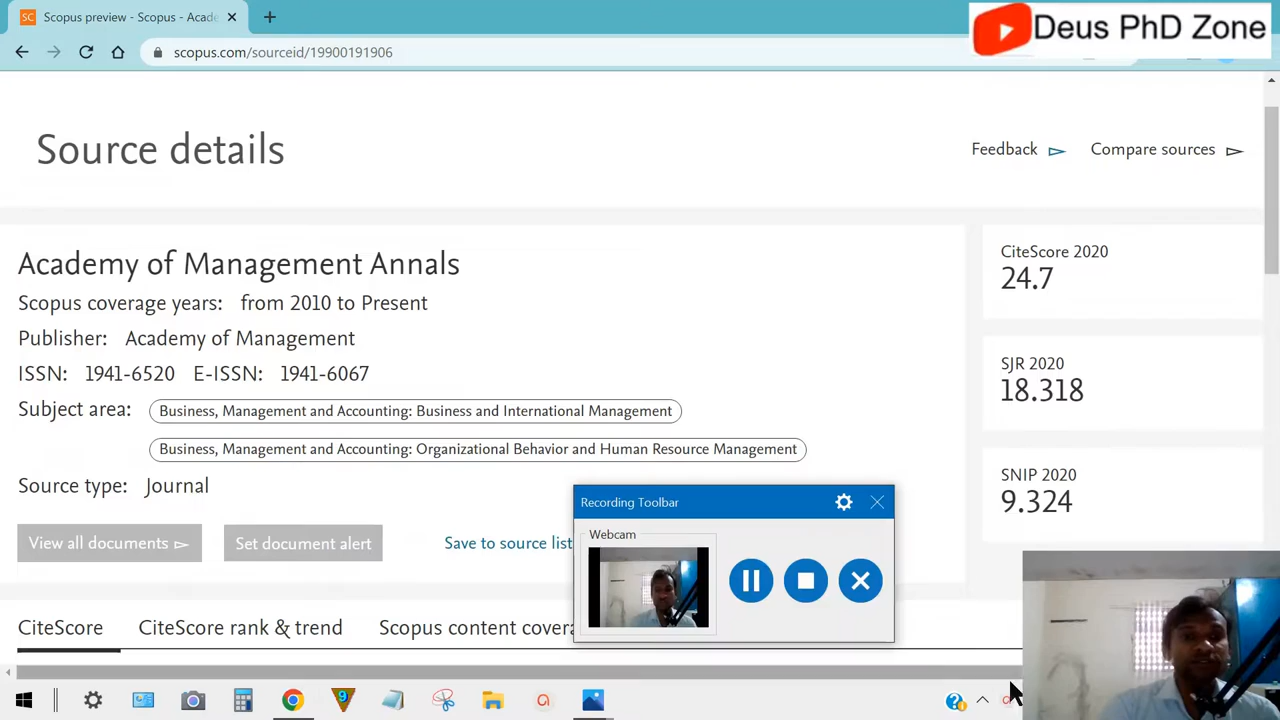 Scopus preview - Scopus - Acade
Deus PhD Zone
scopus.com/sourceid/19900191906
Source details
Feedback
Compare sources
Academy of Management Annals
Scopus coverage years: from 2010 to Present
Publisher: Academy of Management
ISSN: 1941-6520 E-ISSN: 1941-6067
Subject area: Business, Management and Accounting: Business and International Management
Business, Management and Accounting: Organizational Behavior and Human Resource Management
Source type: Journal
View all documents
Set document alert
Save to source list
CiteScore 2020
24.7
SJR 2020
18.318
SNIP 2020
9.324
Recording Toolbar
Webcam
CiteScore
CiteScore rank & trend
Scopus content covera